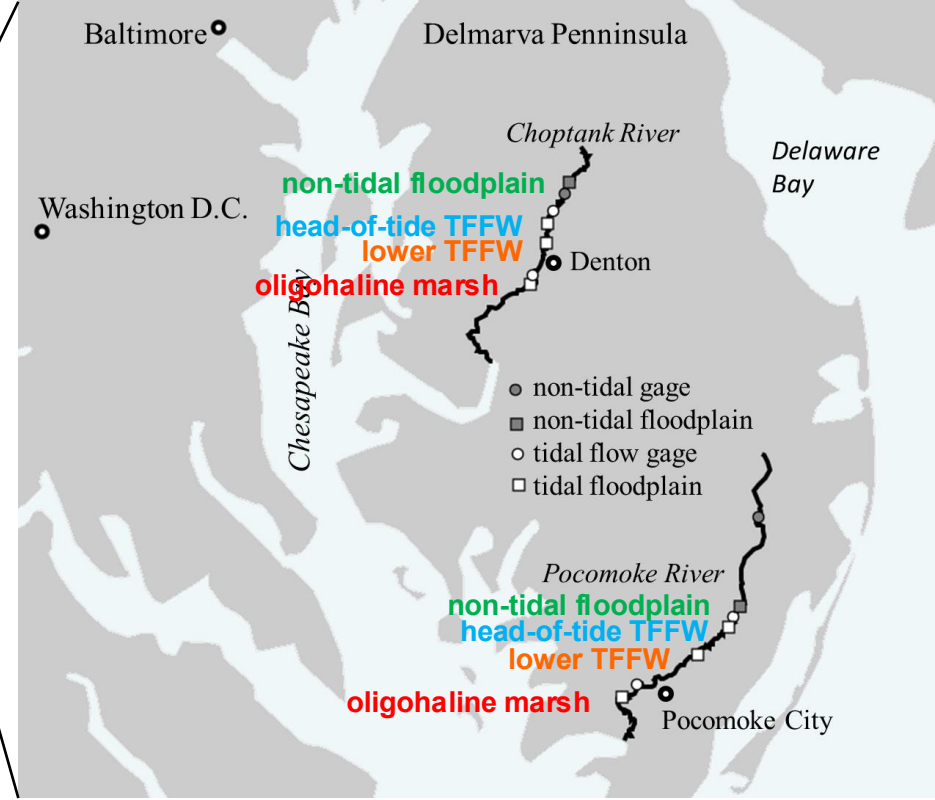 Baltimore
Delmarva Penninsula
Choptank River
Delaware
Bay
non-tidal floodplain
Washington D.C.
head-of-tide TFFW
lower TFFW
Denton
oligohaline marsh
Chesapeake Bay
non-tidal gage
non-tidal floodplain
tidal flow gage
tidal floodplain
Pocomoke River
non-tidal floodplain
head-of-tide TFFW
lower TFFW
oligohaline marsh
Pocomoke City